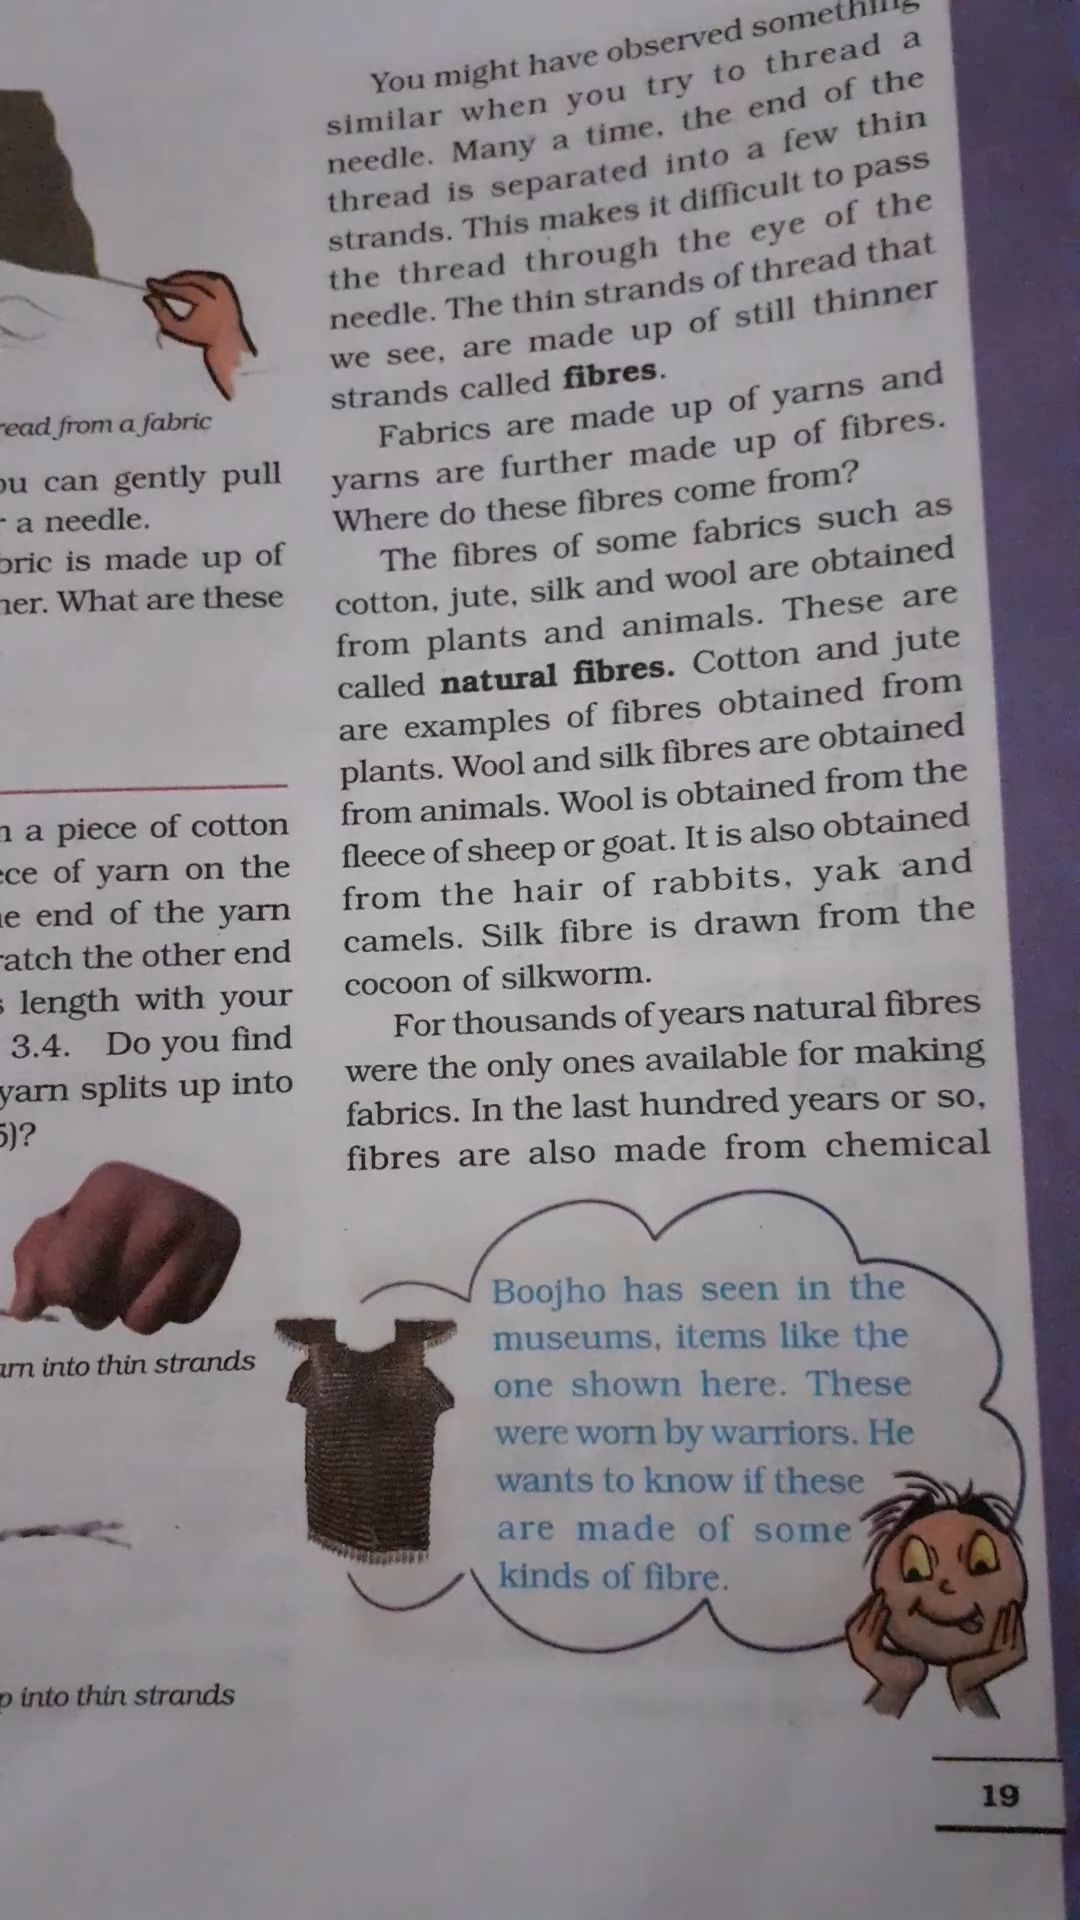 read from a fabric
ou can gently pull
r a needle.
bric is made up of
her. What are these
n a piece of cotton
ece of yarn on the
he end of the yarn
ratch the other end
s length with your
3.4. Do you find
yarn splits up into
5)?
arn into thin strands
p into thin strands
You might have observed something
similar when you try to thread a
needle. Many a time, the end of the
thread is separated into a few thin
strands. This makes it difficult to pass
the thread through the eye of the
needle. The thin strands of thread that
we see, are made up of still thinner
strands called fibres.
Fabrics are made up of yarns and
yarns are further made up of fibres.
Where do these fibres come from?
The fibres of some fabrics such as
cotton, jute, silk and wool are obtained
from plants and animals. These are
called natural fibres. Cotton and jute
are examples of fibres obtained from
plants. Wool and silk fibres are obtained
from animals. Wool is obtained from the
fleece of sheep or goat. It is also obtained
from the hair of rabbits, yak and
camels. Silk fibre is drawn from the
cocoon of silkworm.
For thousands of years natural fibres
were the only ones available for making
fabrics. In the last hundred years or so,
fibres are also made from chemical
Boojho has seen in the
museums, items like the
one shown here. These
were worn by warriors. He
wants to know if these
are made of some
kinds of fibre.
19